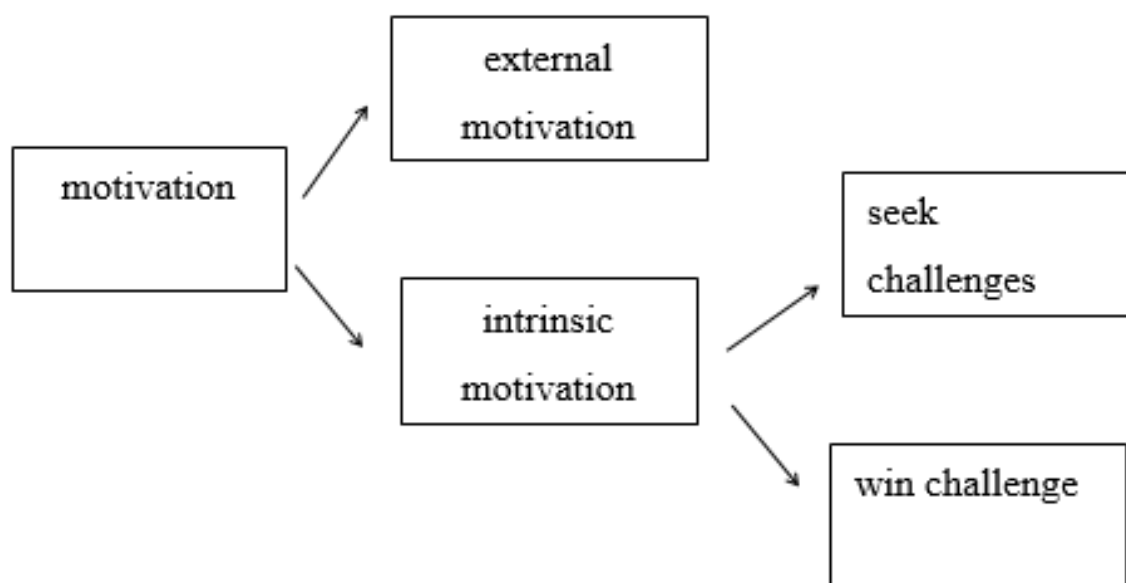 external
motivation
motivation
seek
challenges
intrinsic
motivation
win challenge